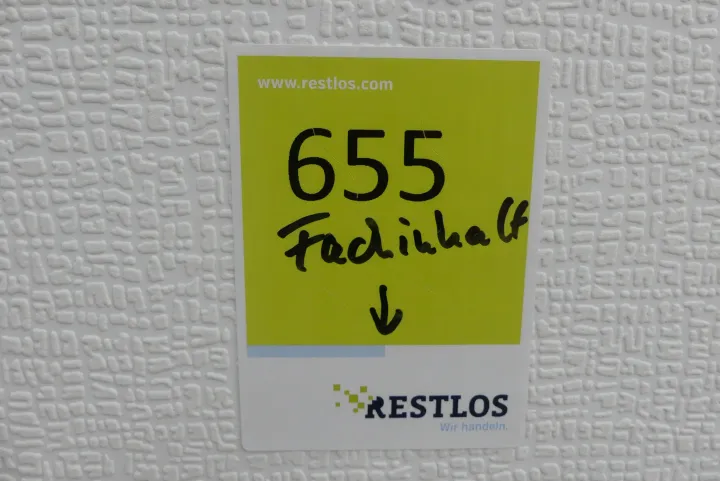 www.restlos.com
655
Fachinhalt
RESTLOS
Wir handeln.